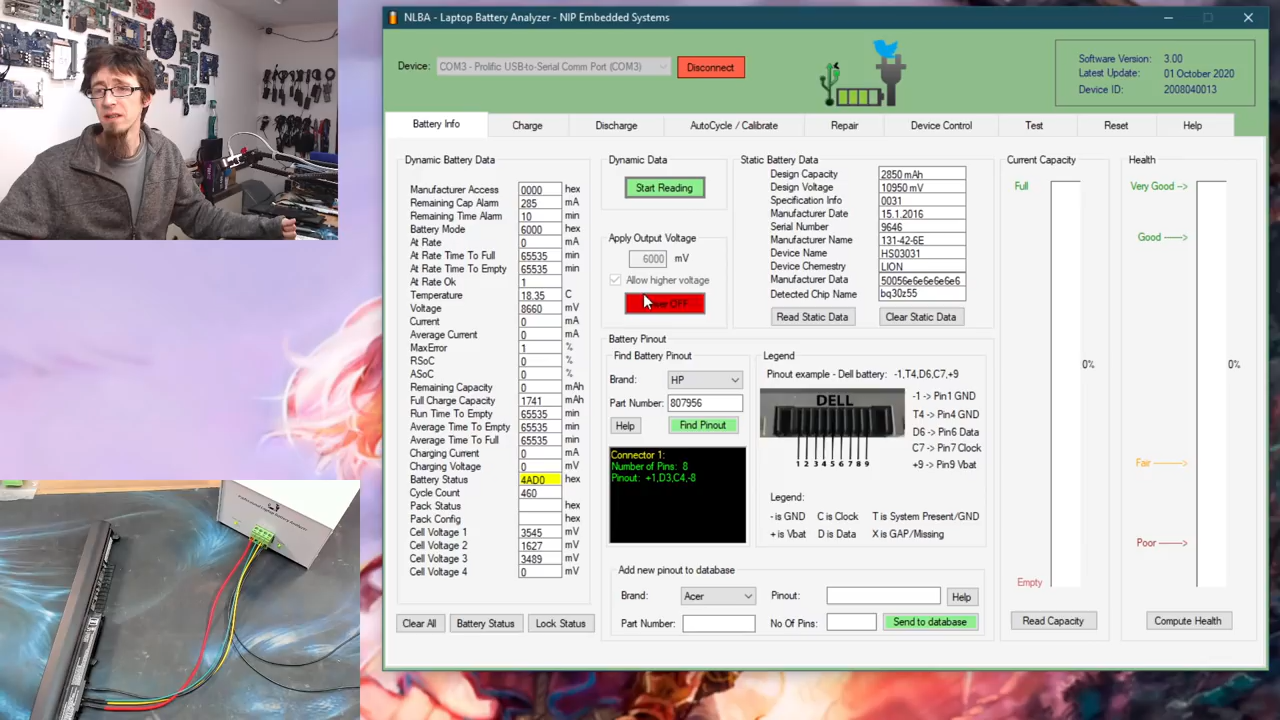 NLBA - Laptop Battery Analyzer - NIP Embedded Systems
Device: COM3 - Prolific USB-to-Serial Comm Port (COM3) Disconnect
Software Version: 3.00
Latest Update: 01 October 2020
Device ID: 2008040013
Battery Info Charge Discharge AutoCycle / Calibrate Repair Device Control Test Reset Help
Dynamic Battery Data
Manufacturer Access 0000 hex
Remaining Cap Alarm 285 mA
Remaining Time Alarm 10 min
Battery Mode 6000 hex
At Rate 0 mA
At Rate Time To Full 65535 min
At Rate Time To Empty 65535 min
At Rate Ok 1
Temperature 18.35 C
Voltage 8660 mV
Current 0 mA
Average Current 0 mA
MaxError 1 %
RSoC 0 %
ASoC 0 %
Remaining Capacity 0 mAh
Full Charge Capacity 1741 mAh
Run Time To Empty 65535 min
Average Time To Empty 65535 min
Average Time To Full 65535 min
Charging Current 0 mA
Charging Voltage 0 mV
Battery Status 4AD0 hex
Cycle Count 460
Pack Status hex
Pack Config hex
Cell Voltage 1 3545 mV
Cell Voltage 2 1627 mV
Cell Voltage 3 3489 mV
Cell Voltage 4 0 mV
Clear All Battery Status Lock Status
Dynamic Data
Start Reading
Apply Output Voltage
6000 mV
Allow higher voltage
OFF
Static Battery Data
Design Capacity 2850 mAh
Design Voltage 10950 mV
Specification Info 0031
Manufacturer Date 15.1.2016
Serial Number 9646
Manufacturer Name 131-42-6E
Device Name HS03031
Device Chemestry LION
Manufacturer Data 50056e6e6e6e6
Detected Chip Name bq30z55
Read Static Data Clear Static Data
Battery Pinout
Find Battery Pinout
Brand: HP
Part Number: 807956
Help Find Pinout
Connector 1:
Number of Pins: 8
Pinout: +1,D3,C4,-8
Legend
Pinout example - Dell battery: -1,T4,D6,C7,+9
DELL
1 2 3 4 5 6 7 8 9
-1 -> Pin1 GND
T4 -> Pin4 GND
D6 -> Pin6 Data
C7 -> Pin7 Clock
+9 -> Pin9 Vbat
Legend:
- is GND C is Clock T is System Present/GND
+ is Vbat D is Data X is GAP/Missing
Add new pinout to database
Brand: Acer Pinout: Help
Part Number: No Of Pins: Send to database
Current Capacity
Full
0%
Empty
Read Capacity
Health
Very Good -->
Good ---->
0%
Fair ---->
Poor ---->
Compute Health